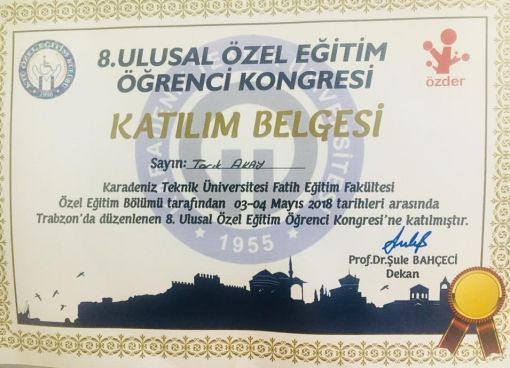 8.ULUSAL ÖZEL EĞİTİM
ÖĞRENCİ KONGRESİ
özder
1996
KATILIM BELGESİ
Sayın: Tarık AKAY
Karadeniz Teknik Üniversitesi Fatih Eğitim Fakültesi
Özel Eğitim Bölümü tarafından 03-04 Mayıs 2018 tarihleri arasında
Trabzon'da düzenlenen 8. Ulusal Özel Eğitim Öğrenci Kongresi'ne katılmıştır.
1955
Prof.Dr.Şule BAHÇECİ
Dekan